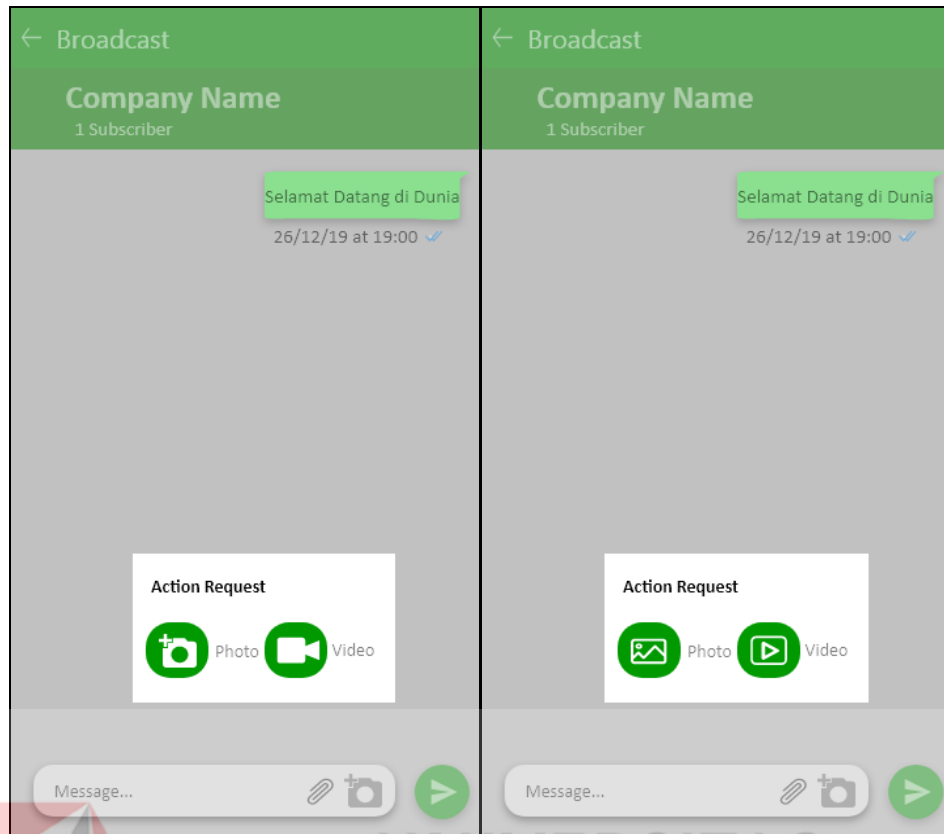 Broadcast
Company Name
1 Subscriber
Selamat Datang di Dunia
26/12/19 at 19:00
Action Request
Photo Video
Message...
Broadcast
Company Name
1 Subscriber
Selamat Datang di Dunia
26/12/19 at 19:00
Action Request
Photo Video
Message...